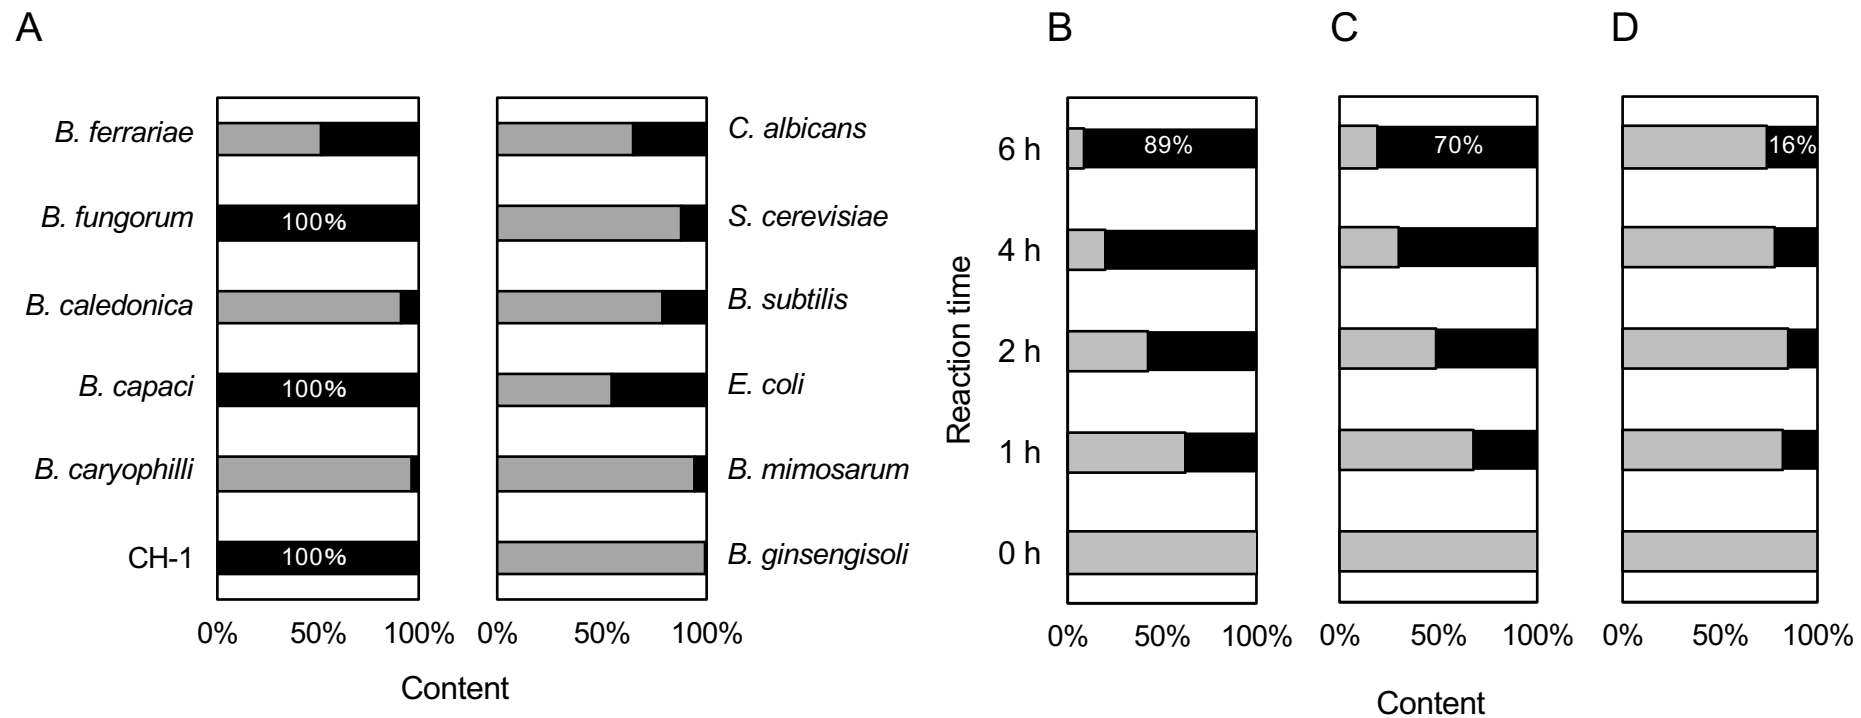 A
B. ferrariae
B. fungorum
100%
B. caledonica
B. capaci
100%
B. caryophilli
CH-1
100%
C. albicans
S. cerevisiae
B. subtilis
E. coli
B. mimosarum
B. ginsengisoli
0% 50% 100% 0% 50% 100%
Content
B C D
Reaction time
6 h 89% 70% 16%
4 h
2 h
1 h
0 h
0% 50% 100% 0% 50% 100% 0% 50% 100%
Content